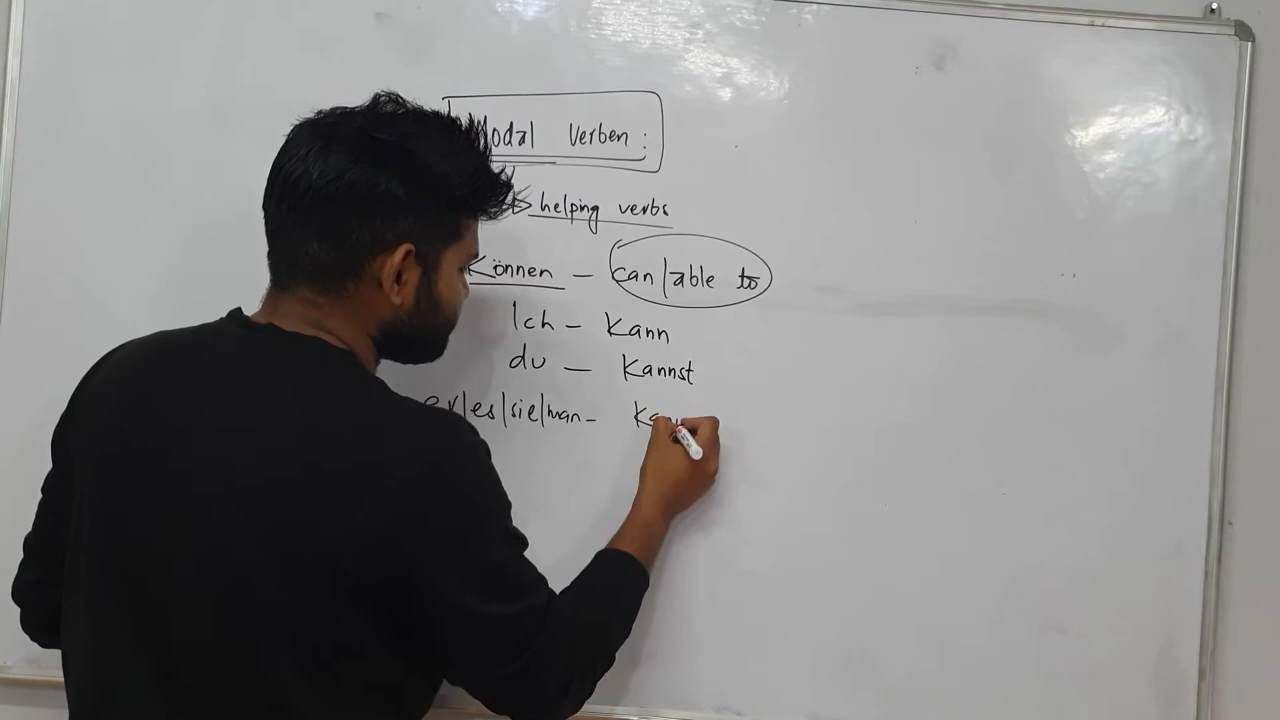 Modal Verben:
helping verbs
Können – can/able to
Ich – Kann
du – Kannst
er/es/sie/man –